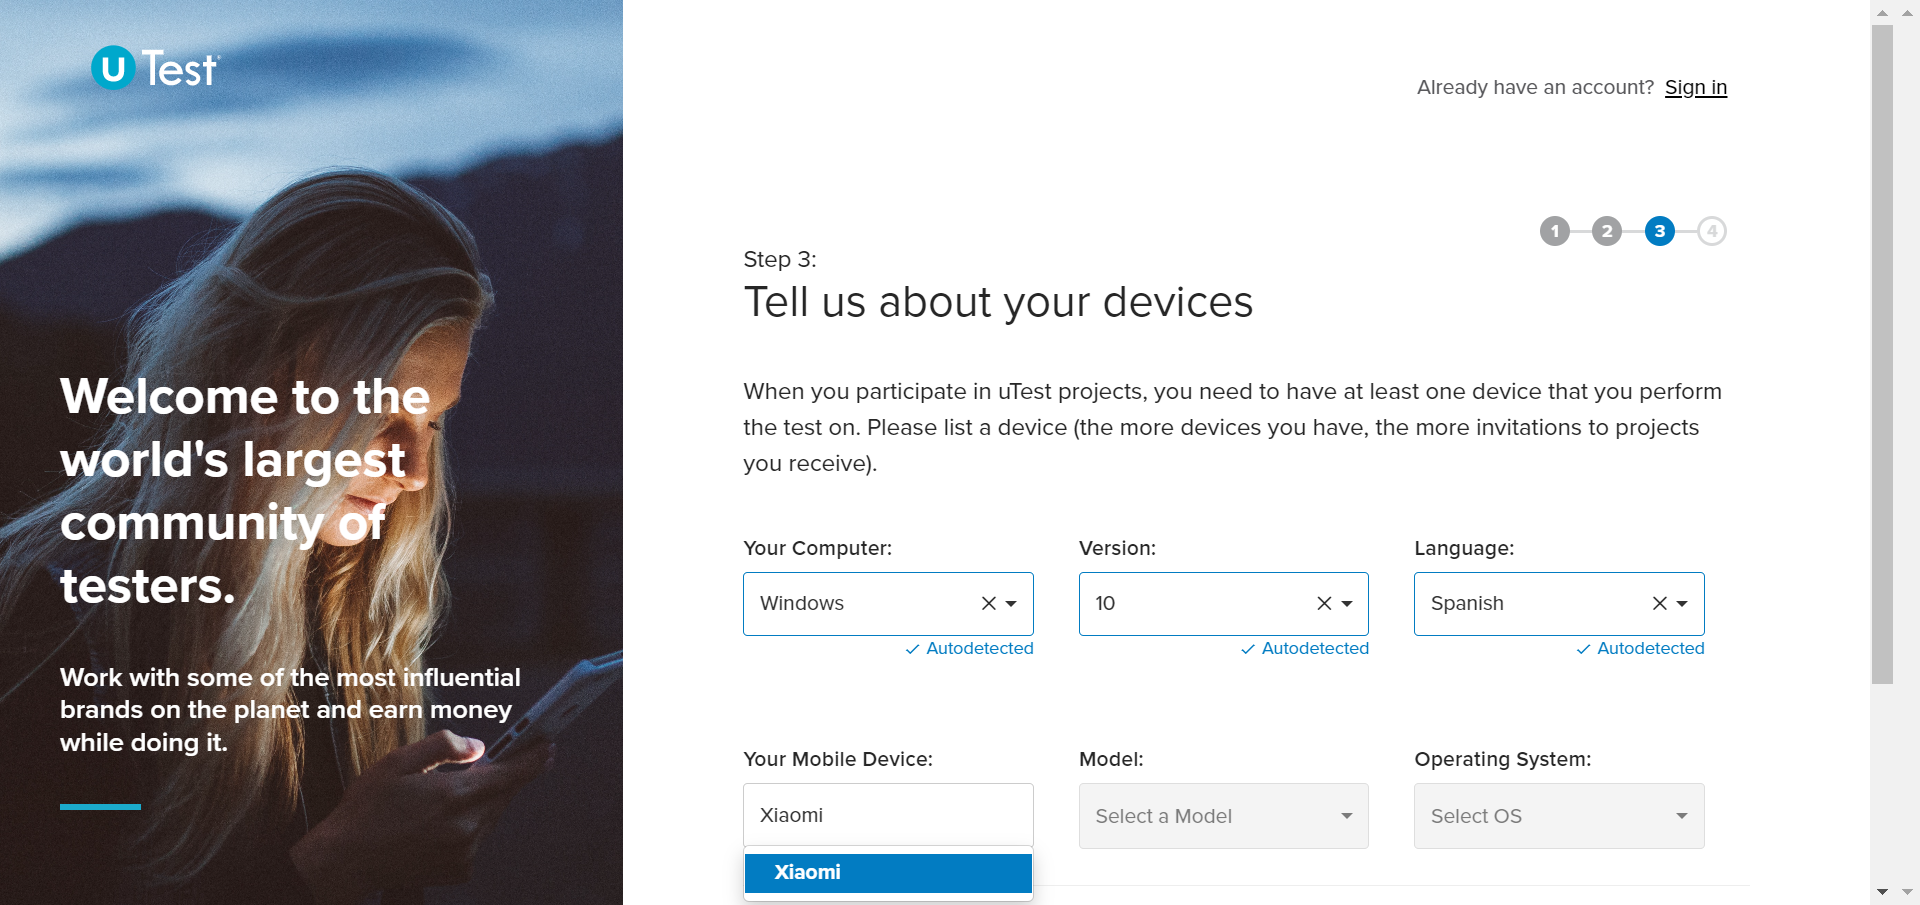 u Test
Already have an account? Sign in
1 2 3 4
Step 3:
Tell us about your devices
When you participate in uTest projects, you need to have at least one device that you perform
the test on. Please list a device (the more devices you have, the more invitations to projects
you receive).
Your Computer: Version: Language:
Windows 10 Spanish
Autodetected Autodetected Autodetected
Your Mobile Device: Model: Operating System:
Xiaomi Select a Model Select OS
Xiaomi
Welcome to the
world's largest
community of
testers.
Work with some of the most influential
brands on the planet and earn money
while doing it.